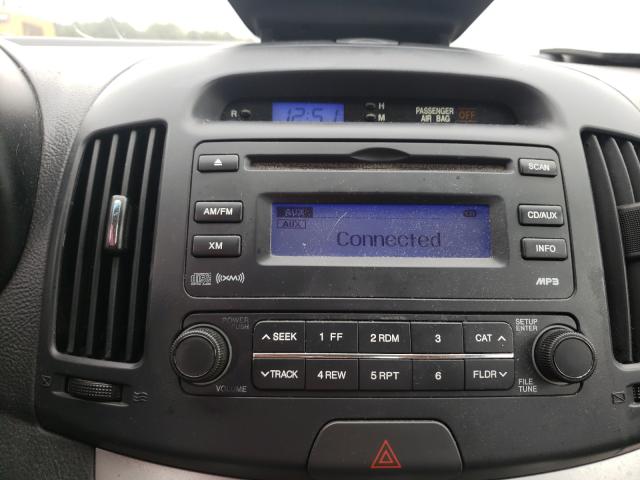 R 12:51 H M PASSENGER AIR BAG OFF
SCAN
AM/FM CD/AUX
AUX
XM Connected INFO
XM MP3
POWER PUSH SETUP ENTER
SEEK 1 FF 2 RDM 3 CAT
TRACK 4 REW 5 RPT 6 FLDR
VOLUME FILE TUNE